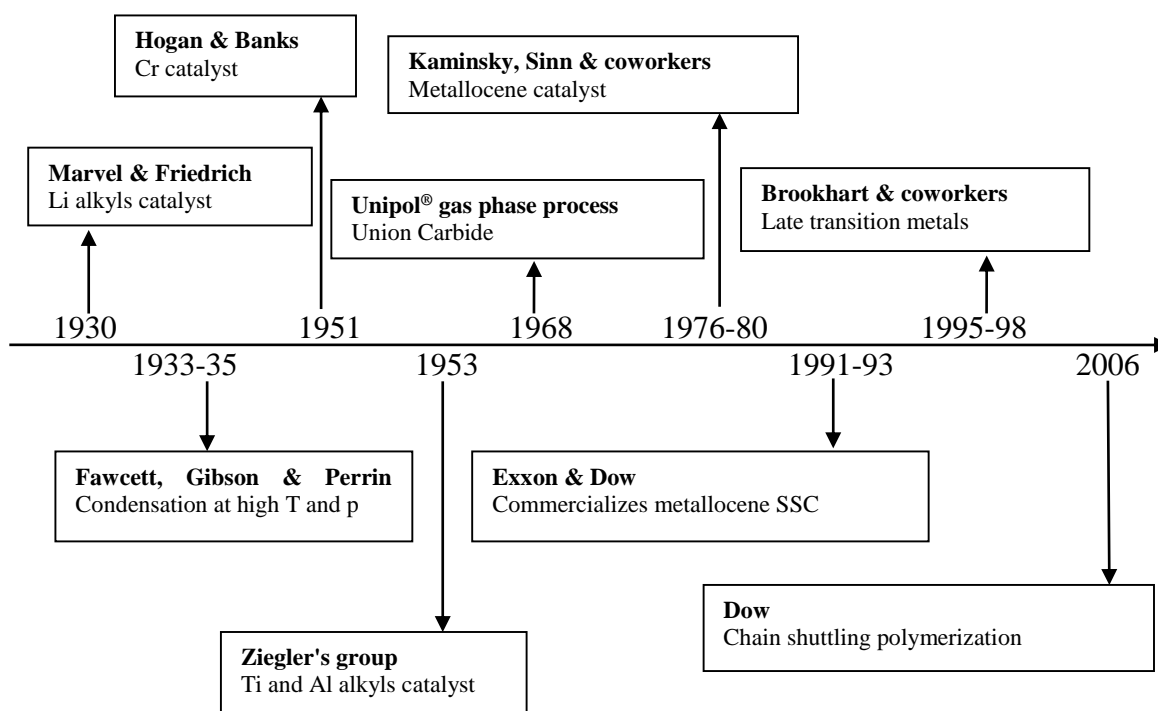 Hogan & Banks
Cr catalyst
Kaminsky, Sinn & coworkers
Metallocene catalyst
Marvel & Friedrich
Li alkyls catalyst
Unipol® gas phase process
Union Carbide
Brookhart & coworkers
Late transition metals
1930
1951
1968
1976-80
1995-98
1933-35
1953
1991-93
2006
Fawcett, Gibson & Perrin
Condensation at high T and p
Exxon & Dow
Commercializes metallocene SSC
Dow
Chain shuttling polymerization
Ziegler's group
Ti and Al alkyls catalyst